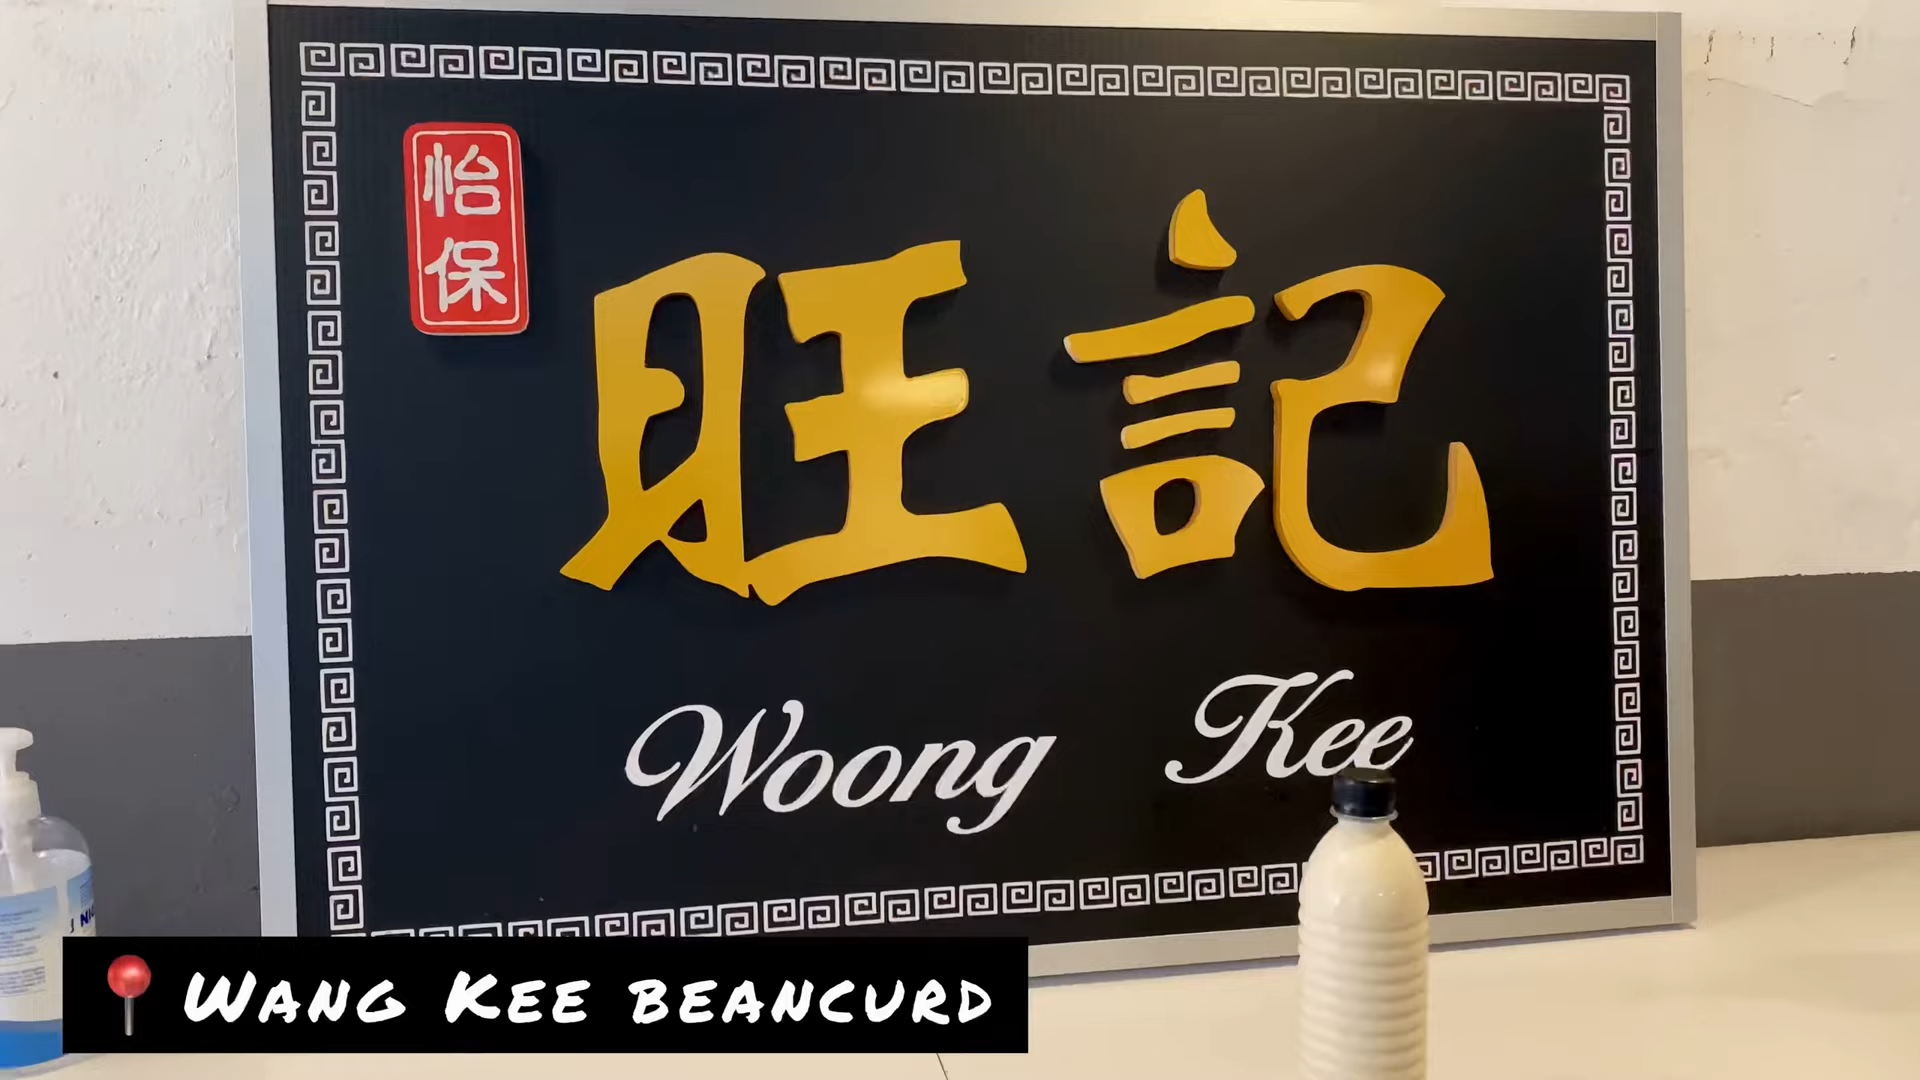 怡
保
旺記
Woong Kee
📍 WANG KEE BEANCURD